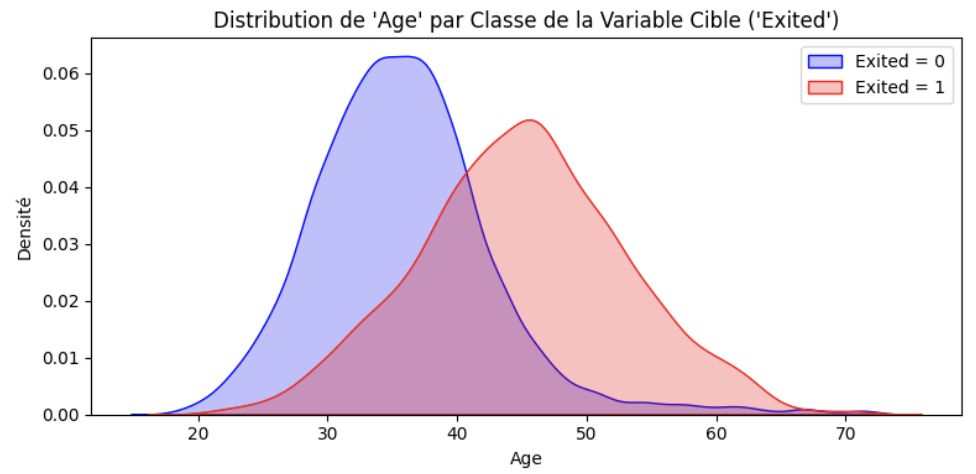 Distribution de 'Age' par Classe de la Variable Cible ('Exited')
Exited = 0
Exited = 1
Densité
0.06
0.05
0.04
0.03
0.02
0.01
0.00
20 30 40 50 60 70
Age